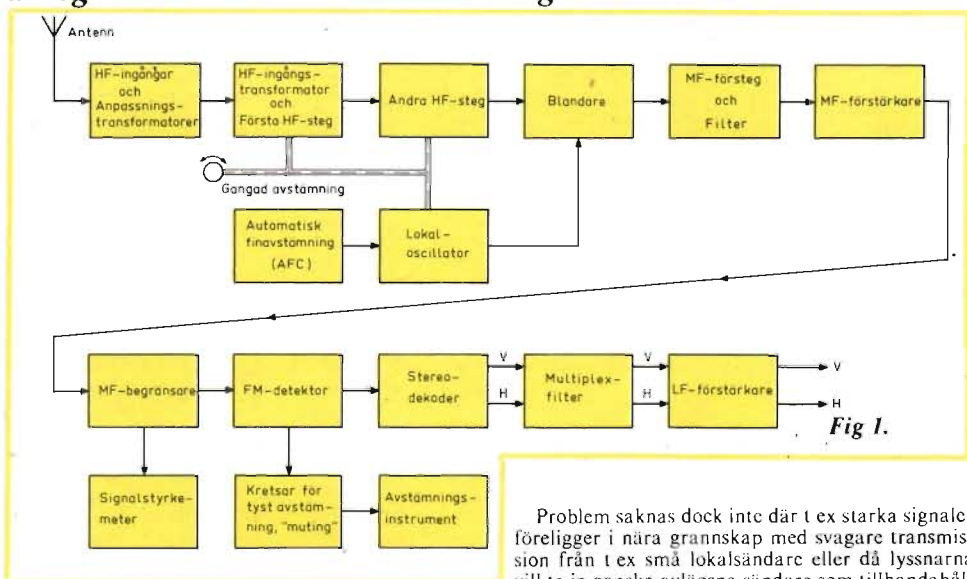 Antenn
HF-ingångar
och
Anpassnings-
transformatorer
HF-ingångs-
transformator
och
Första HF-steg
Andra HF-steg
Blandare
MF-försteg
och
Filter
MF-förstärkare
Gangad avstämning
Automatisk
finavstämning
(AFC)
Lokal-
oscillator
MF-begränsare
FM-detektor
Stereo-
dekoder
V
H
Multiplex-
filter
V
H
LF-förstärkare
V
H
Fig 1.
Signalstyrke-
meter
Kretsar för
tyst avstäm-
ning, "muting"
Avstämnings-
instrument
Problem saknas dock inte där t ex starka signale
föreligger i nära grannskap med svagare transmis
sion från t ex små lokalsändare eller då lyssnarna